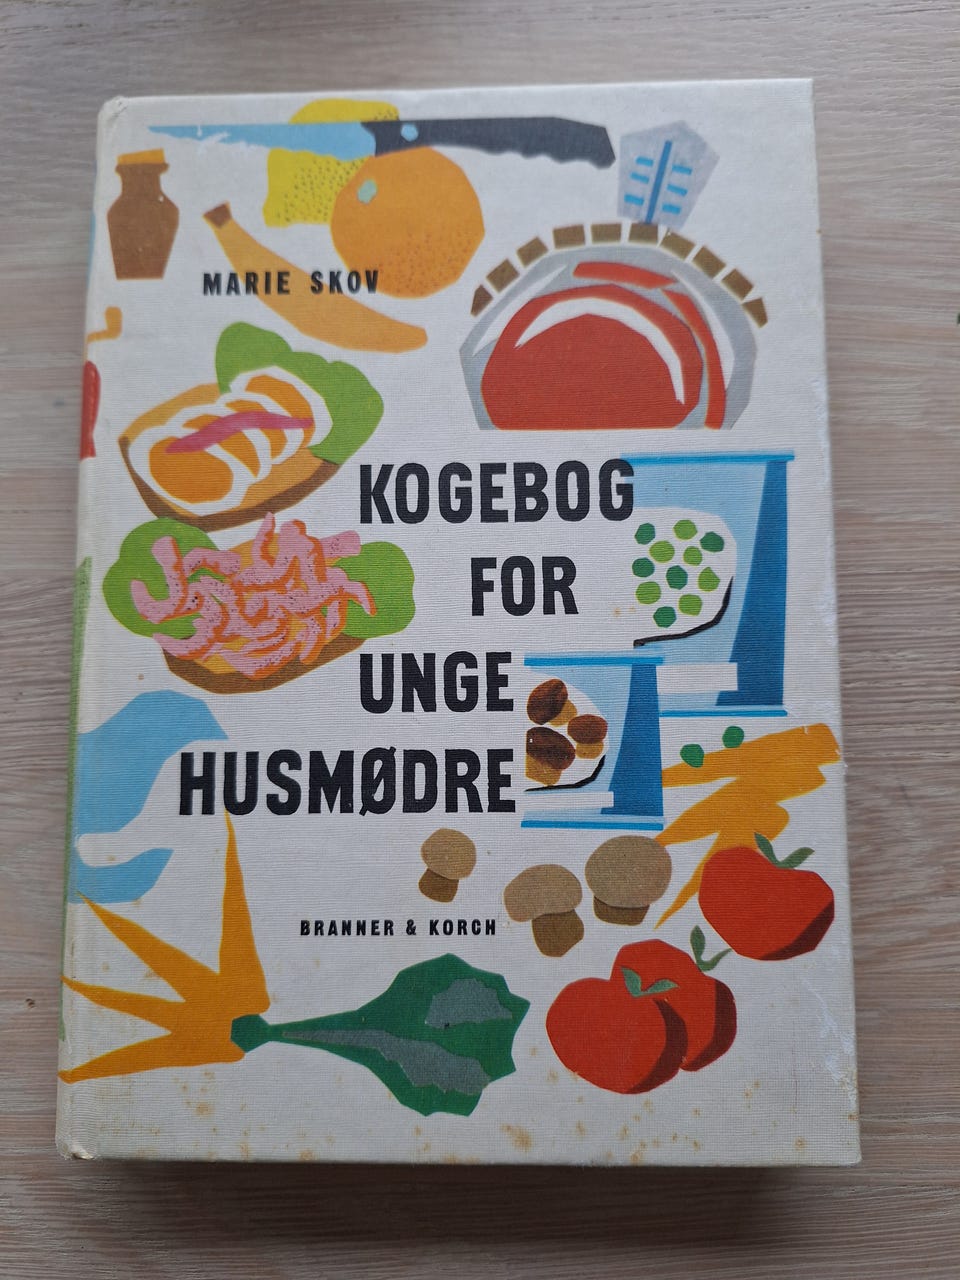 MARIE SKOV
KOGEBOG
FOR
UNGE
HUSMØDRE
BRANNER & KORCH